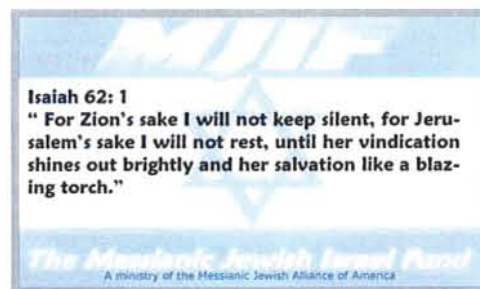 MJIF
Isaiah 62: 1
“ For Zion’s sake I will not keep silent, for Jeru-
salem’s sake I will not rest, until her vindication
shines out brightly and her salvation like a blaz-
ing torch.”
The Messianic Jewish Israel Fund
A ministry of the Messianic Jewish Alliance of America